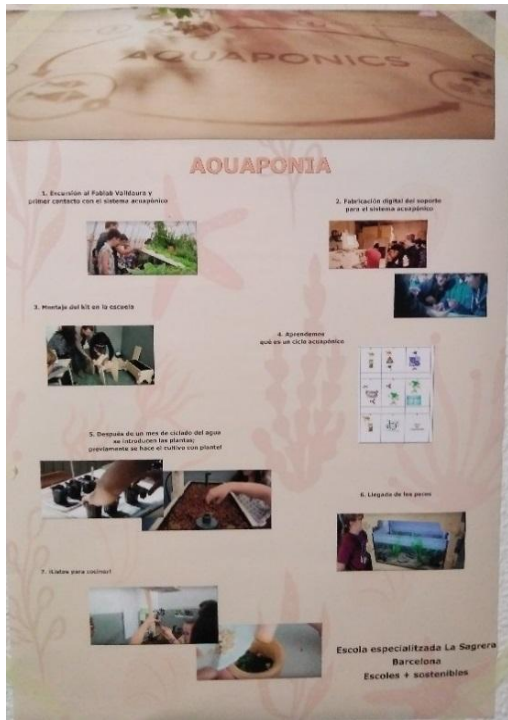 AQUAPONICS
AQUAPONIA
1. Excursión al Fablab Valldaura y
primer contacto con el sistema acuapónico
2. Fabricación digital del soporte
para el sistema acuapónico
3. Montaje del kit en la escuela
4. Aprendemos
qué es un ciclo acuapónico
5. Después de un mes de ciclado del agua
se introducen las plantas;
previamente se hace el cultivo con plantel
6. Llegada de los peces
7. ¡Listos para cocinar!
Escola especialitzada La Sagrera
Barcelona
Escoles + sostenibles